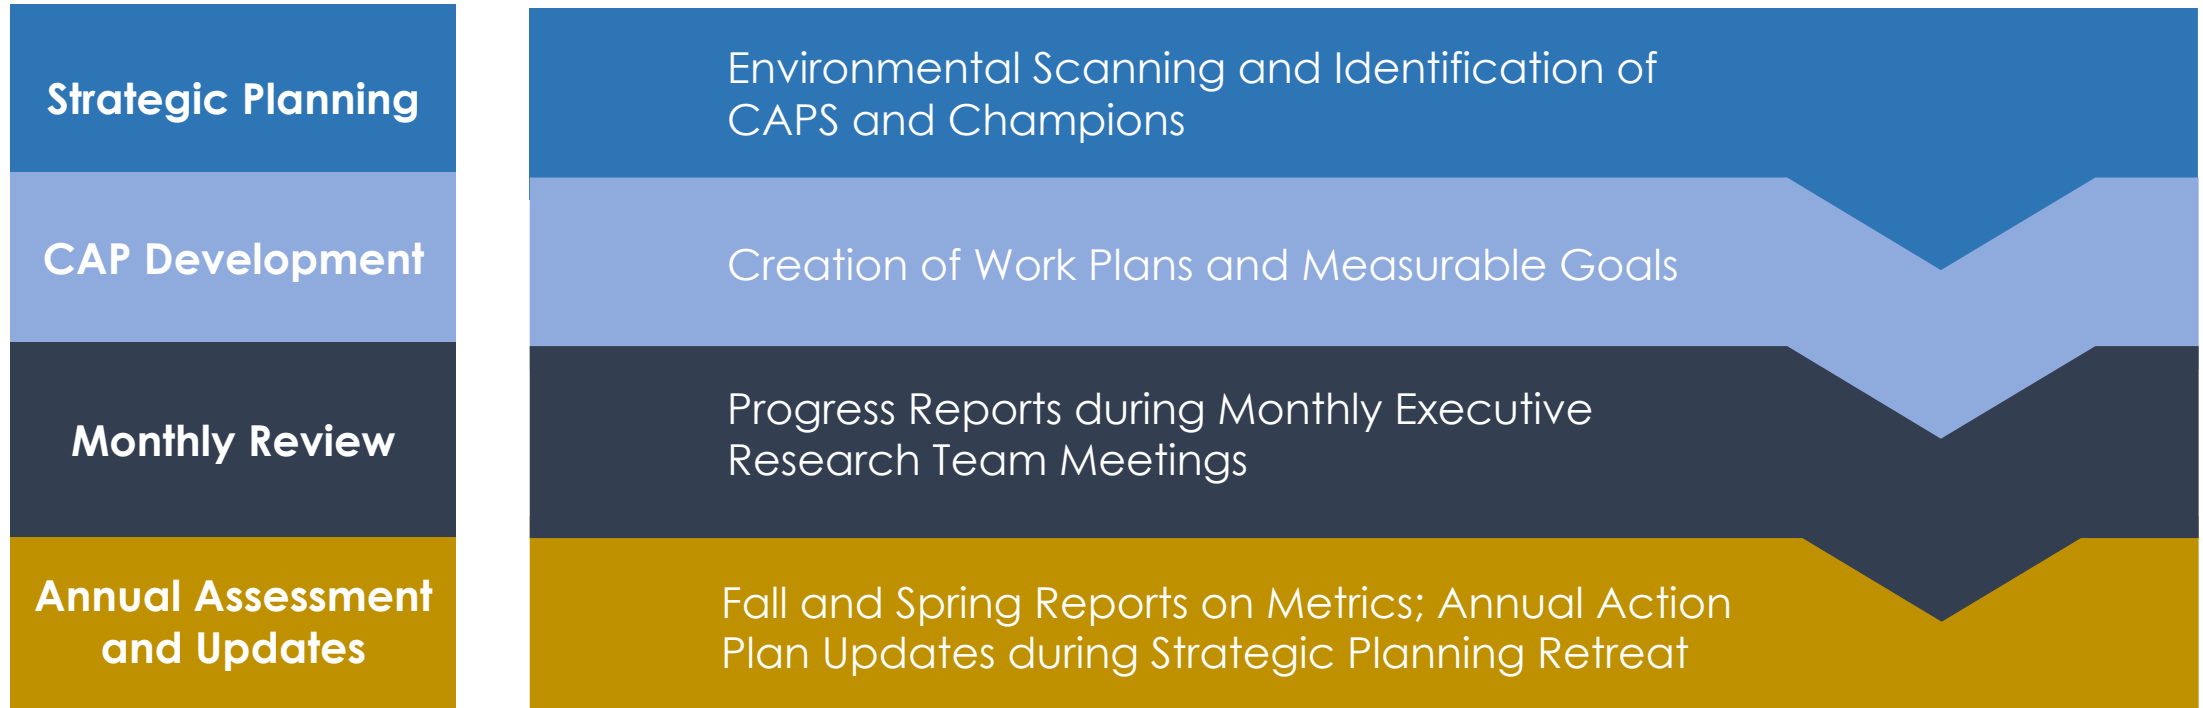 Strategic Planning
Environmental Scanning and Identification of
CAPS and Champions
CAP Development
Creation of Work Plans and Measurable Goals
Monthly Review
Progress Reports during Monthly Executive
Research Team Meetings
Annual Assessment
and Updates
Fall and Spring Reports on Metrics; Annual Action
Plan Updates during Strategic Planning Retreat